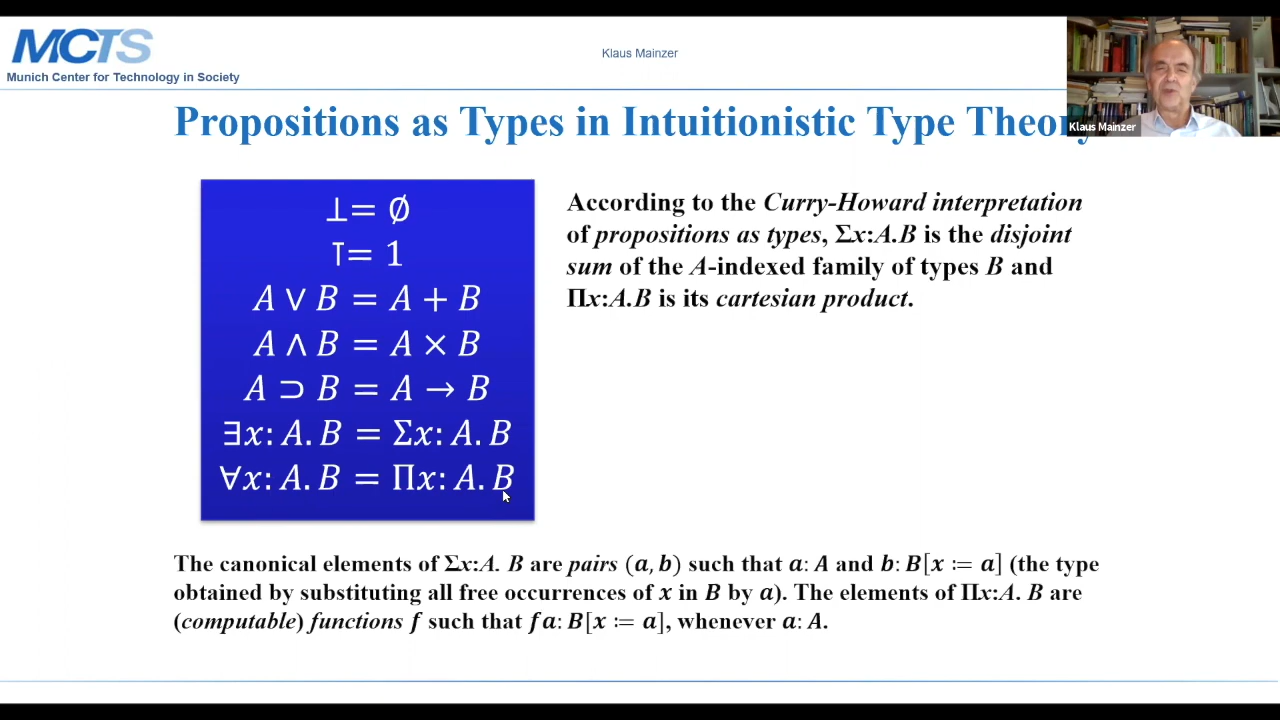 MCTS
Munich Center for Technology in Society
Klaus Mainzer
Klaus Mainzer
Propositions as Types in Intuitionistic Type Theory
⊥= ∅
⊤= 1
A ∨ B = A + B
A ∧ B = A × B
A ⊃ B = A → B
∃x: A. B = Σx: A. B
∀x: A. B = Πx: A. B
According to the Curry-Howard interpretation
of propositions as types, Σx:A.B is the disjoint
sum of the A-indexed family of types B and
Πx:A.B is its cartesian product.
The canonical elements of Σx:A. B are pairs (a, b) such that a: A and b: B[x := a] (the type
obtained by substituting all free occurrences of x in B by a). The elements of Πx:A. B are
(computable) functions f such that fa: B[x := a], whenever a: A.